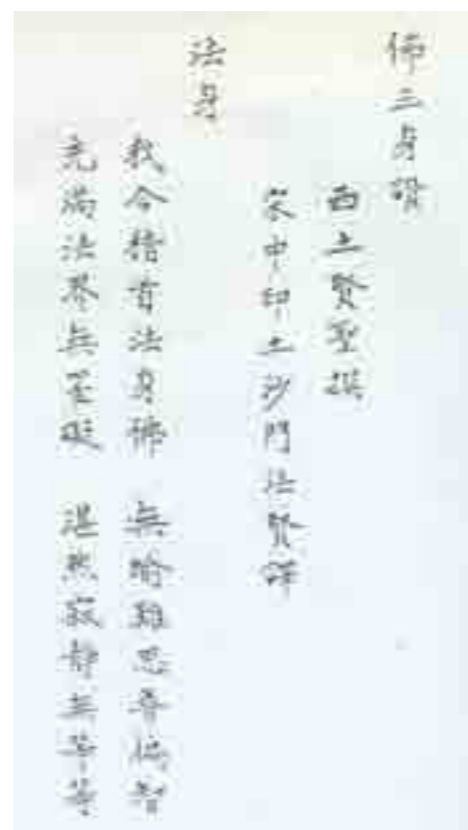 佛三身讚
西土賢聖撰
宋中印土沙門法賢譯
法身
我今稽首法身佛　無喻難思普徧智
充滿法界無罣礙　湛然寂靜無等等